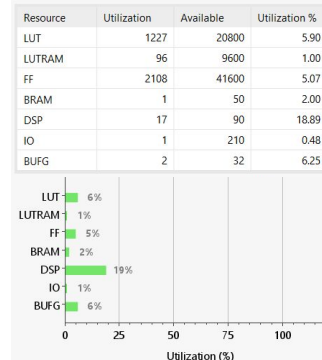 Resource Utilization Available Utilization %
LUT 1227 20800 5.90
LUTRAM 96 9600 1.00
FF 2108 41600 5.07
BRAM 1 50 2.00
DSP 17 90 18.89
IO 1 210 0.48
BUFG 2 32 6.25
LUT 6%
LUTRAM 1%
FF 5%
BRAM 2%
DSP 19%
IO 1%
BUFG 6%
0 25 50 75 100
Utilization (%)